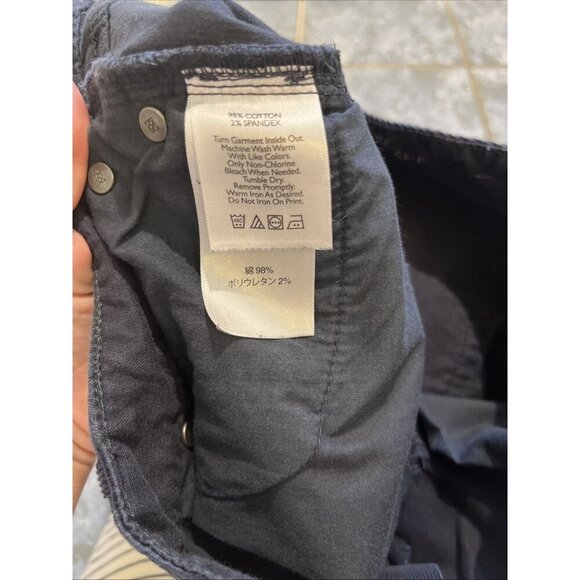 98% COTTON
2% SPANDEX
Turn Garment Inside Out.
Machine Wash Warm
With Like Colors.
Only Non-Chlorine
Bleach When Needed.
Tumble Dry.
Remove Promptly.
Warm Iron As Desired.
Do Not Iron On Print.
綿 98%
ポリウレタン 2%